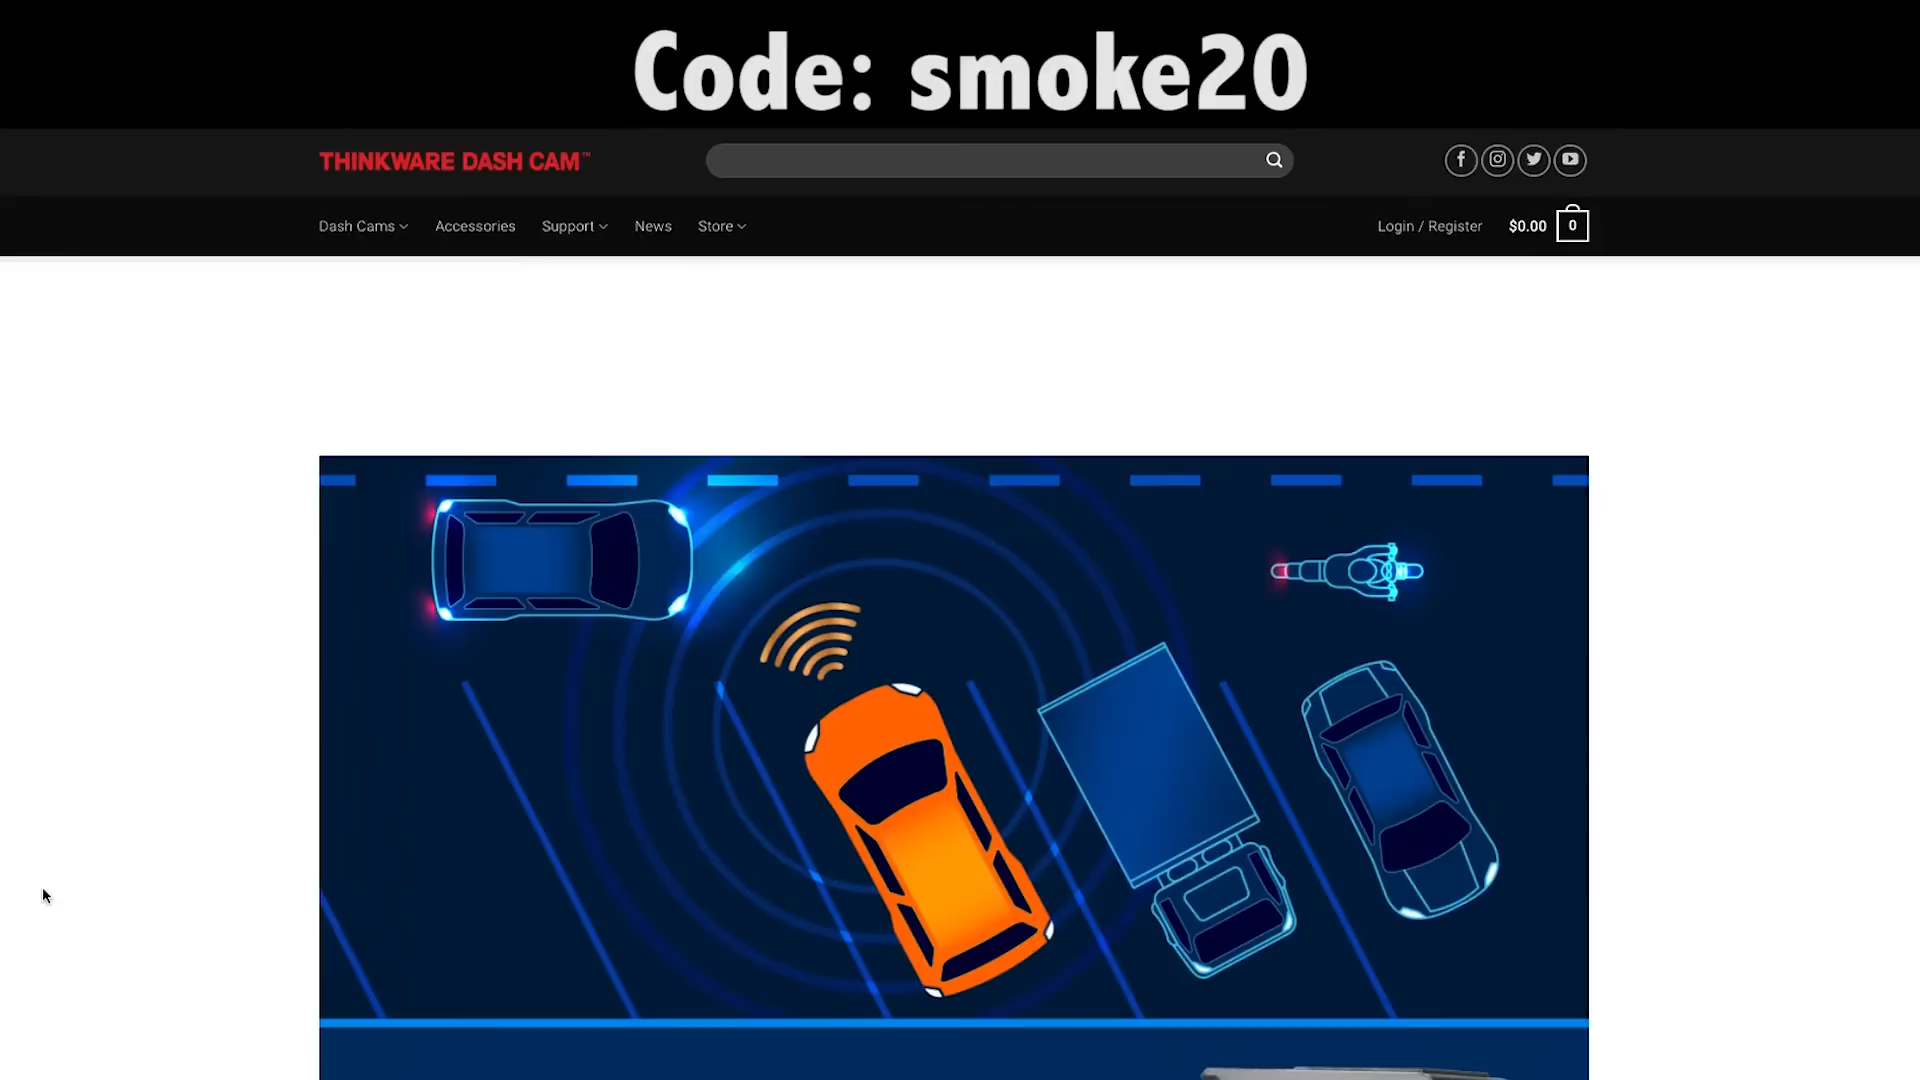 Code: smoke20
THINKWARE DASH CAM™
Dash Cams
Accessories
Support
News
Store
Login / Register
$0.00
0